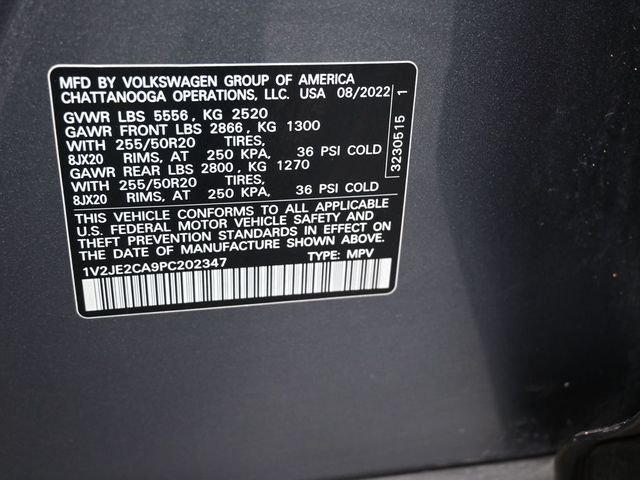 MFD BY VOLKSWAGEN GROUP OF AMERICA
CHATTANOOGA OPERATIONS, LLC. USA 08/2022
GVWR LBS 5556, KG 2520
GAWR FRONT LBS 2866, KG 1300
WITH 255/50R20 TIRES,
8JX20 RIMS, AT 250 KPA, 36 PSI COLD
GAWR REAR LBS 2800, KG 1270
WITH 255/50R20 TIRES,
8JX20 RIMS, AT 250 KPA, 36 PSI COLD
THIS VEHICLE CONFORMS TO ALL APPLICABLE
U.S. FEDERAL MOTOR VEHICLE SAFETY AND
THEFT PREVENTION STANDARDS IN EFFECT ON
THE DATE OF MANUFACTURE SHOWN ABOVE.
1V2JE2CA9PC202347 TYPE: MPV
3230515 1